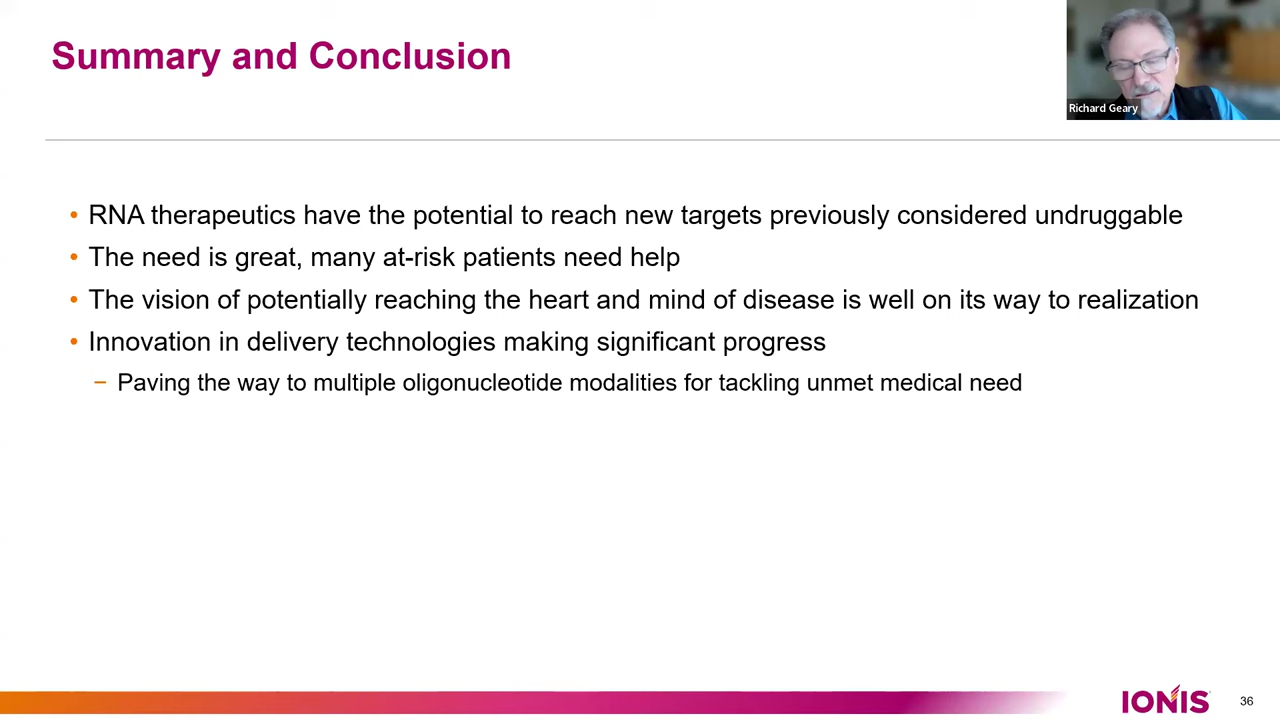 Summary and Conclusion
Richard Geary
• RNA therapeutics have the potential to reach new targets previously considered undruggable
• The need is great, many at-risk patients need help
• The vision of potentially reaching the heart and mind of disease is well on its way to realization
• Innovation in delivery technologies making significant progress
– Paving the way to multiple oligonucleotide modalities for tackling unmet medical need
IONIS
36